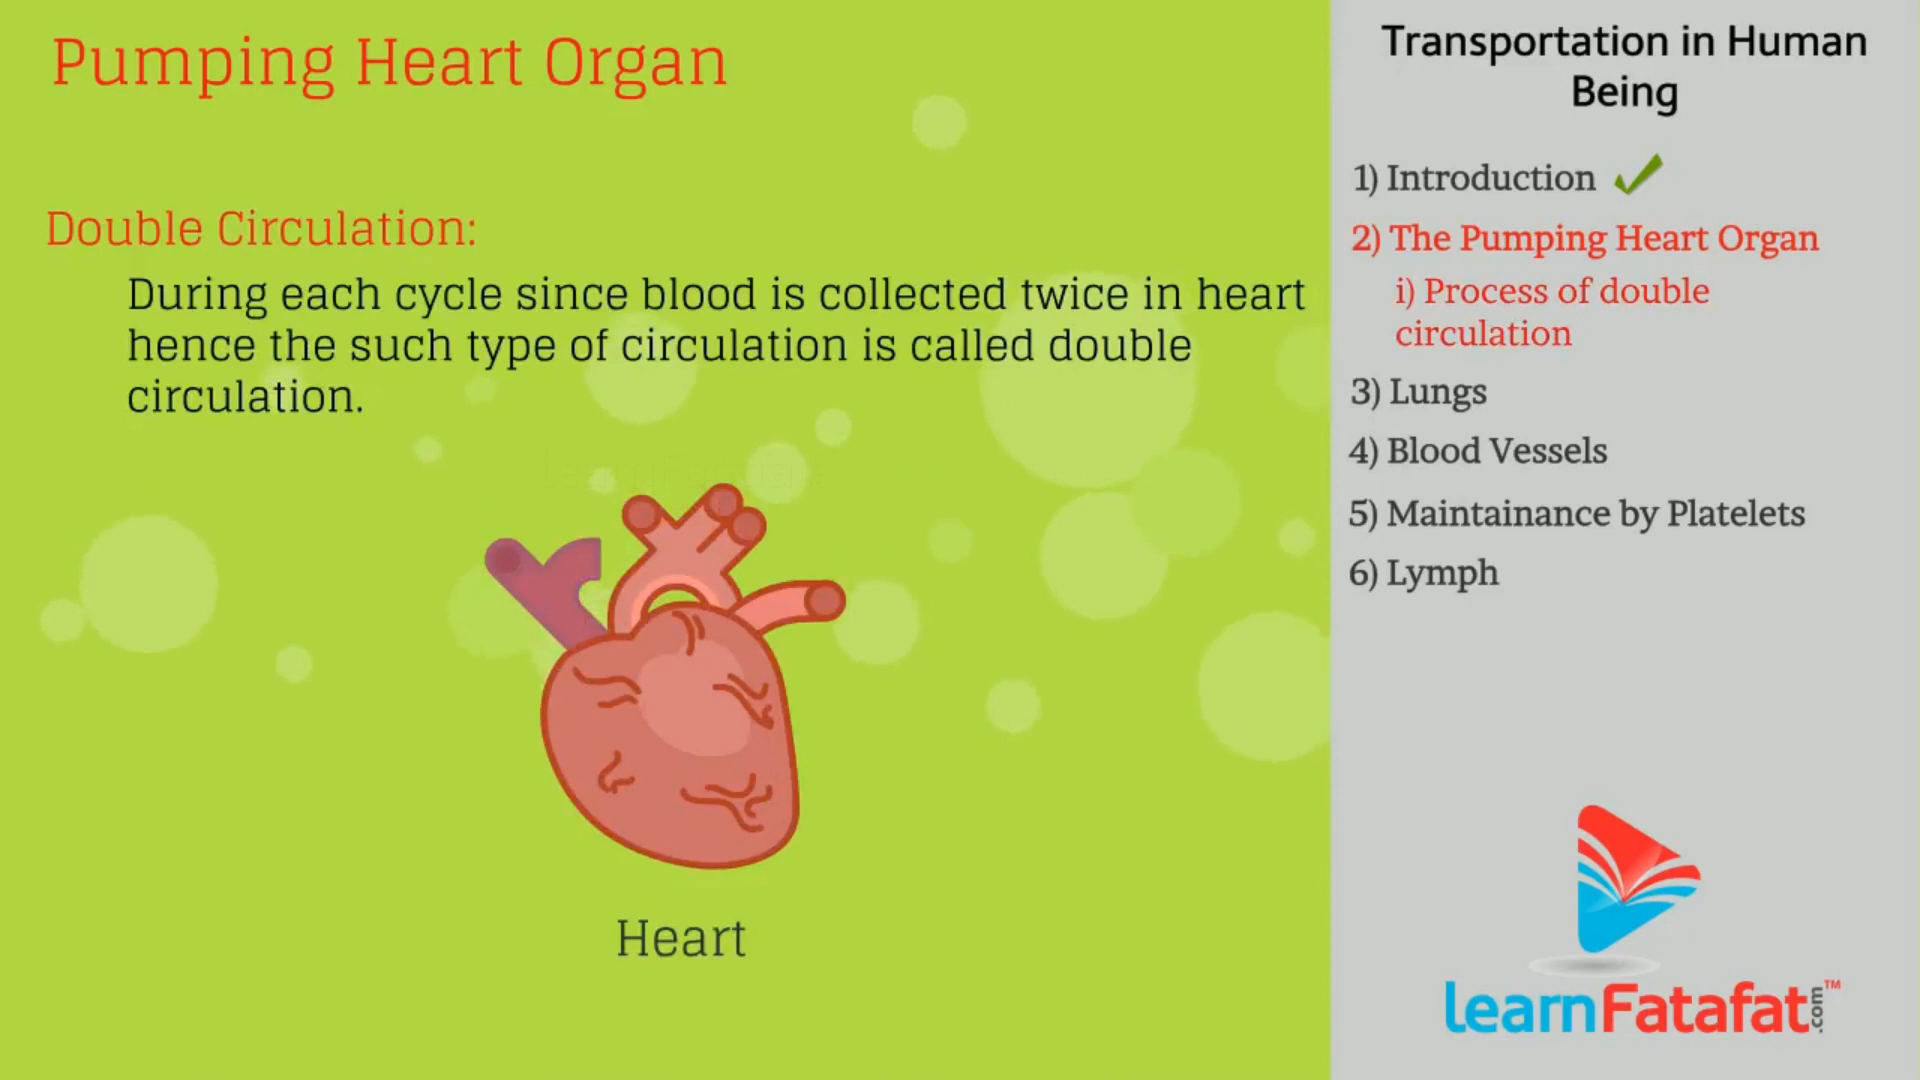 Pumping Heart Organ
Double Circulation:
During each cycle since blood is collected twice in heart
hence the such type of circulation is called double
circulation.
Heart
Transportation in Human
Being
1) Introduction
2) The Pumping Heart Organ
i) Process of double
circulation
3) Lungs
4) Blood Vessels
5) Maintainance by Platelets
6) Lymph
learnFatafat.com™